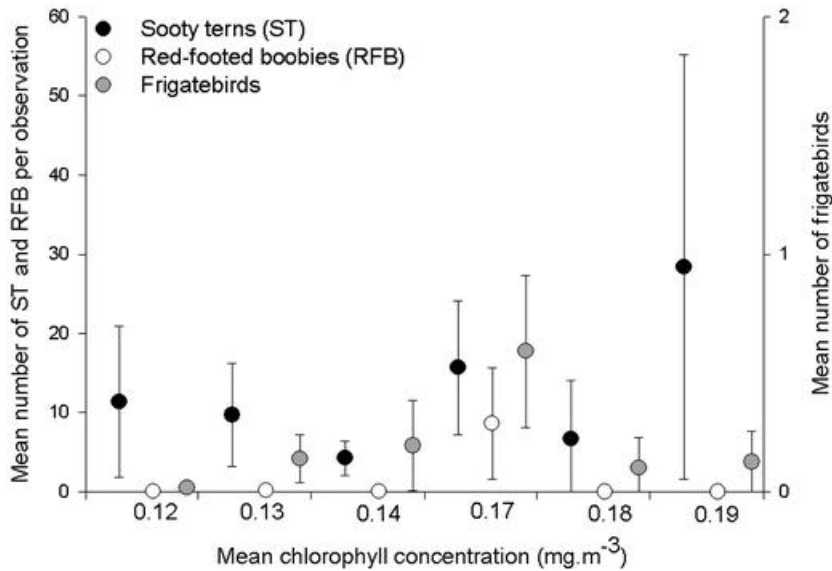 60
50
40
30
20
10
0
Mean number of ST and RFB per observation
Sooty terns (ST)
Red-footed boobies (RFB)
Frigatebirds
2
1
0
Mean number of frigatebirds
0.12 0.13 0.14 0.17 0.18 0.19
Mean chlorophyll concentration (mg.m⁻³)